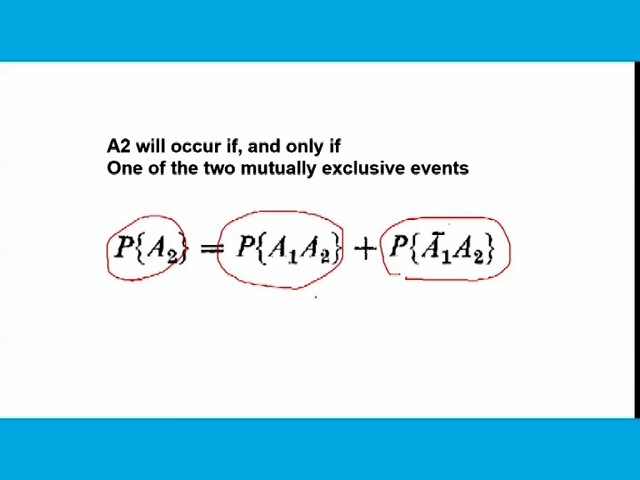 A2 will occur if, and only if
One of the two mutually exclusive events
P{A₂} = P{A₁A₂} + P{Ā₁A₂}